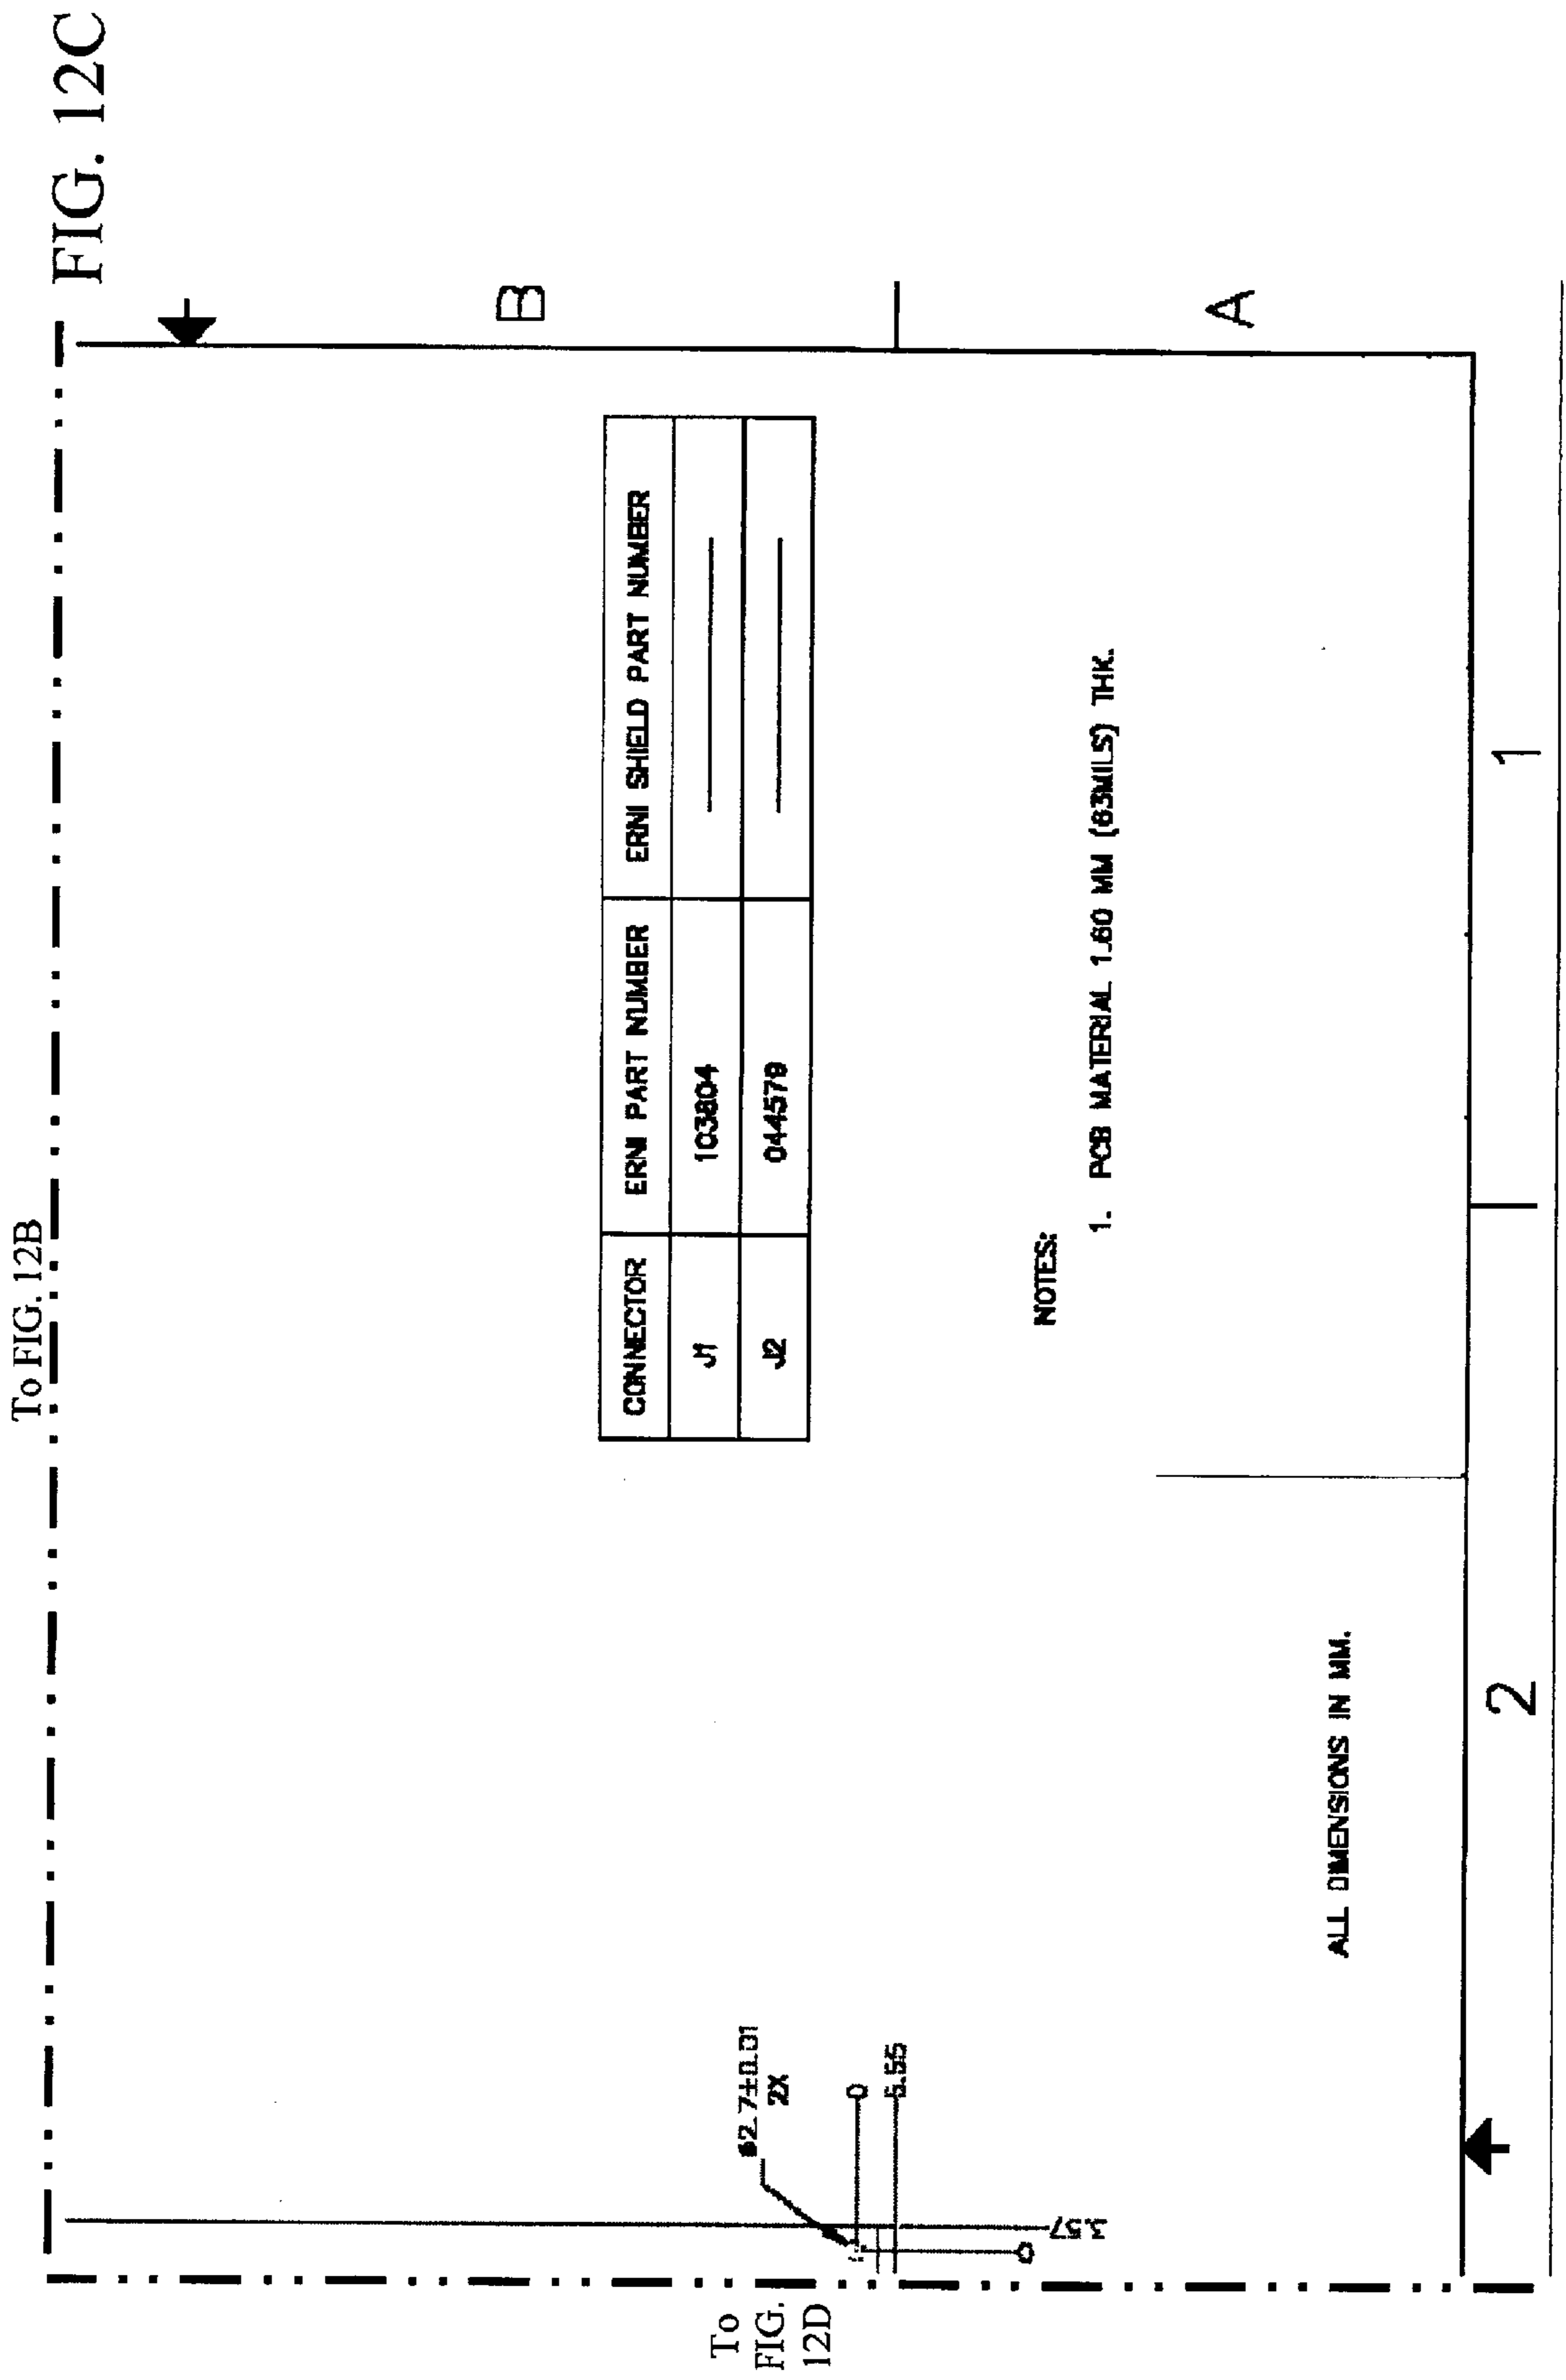 FIG. 12C
To FIG. 12B
B
A
CONNECTOR ERNI PART NUMBER ERNI SHIELD PART NUMBER
J1 103804
J2 044579
NOTES:
1. PCB MATERIAL 1.60 MM (63MILS) THK.
ø2.7±0.01
2X
0
5.55
3.57
0
To
FIG.
12D
ALL DIMENSIONS IN MM.
2
1